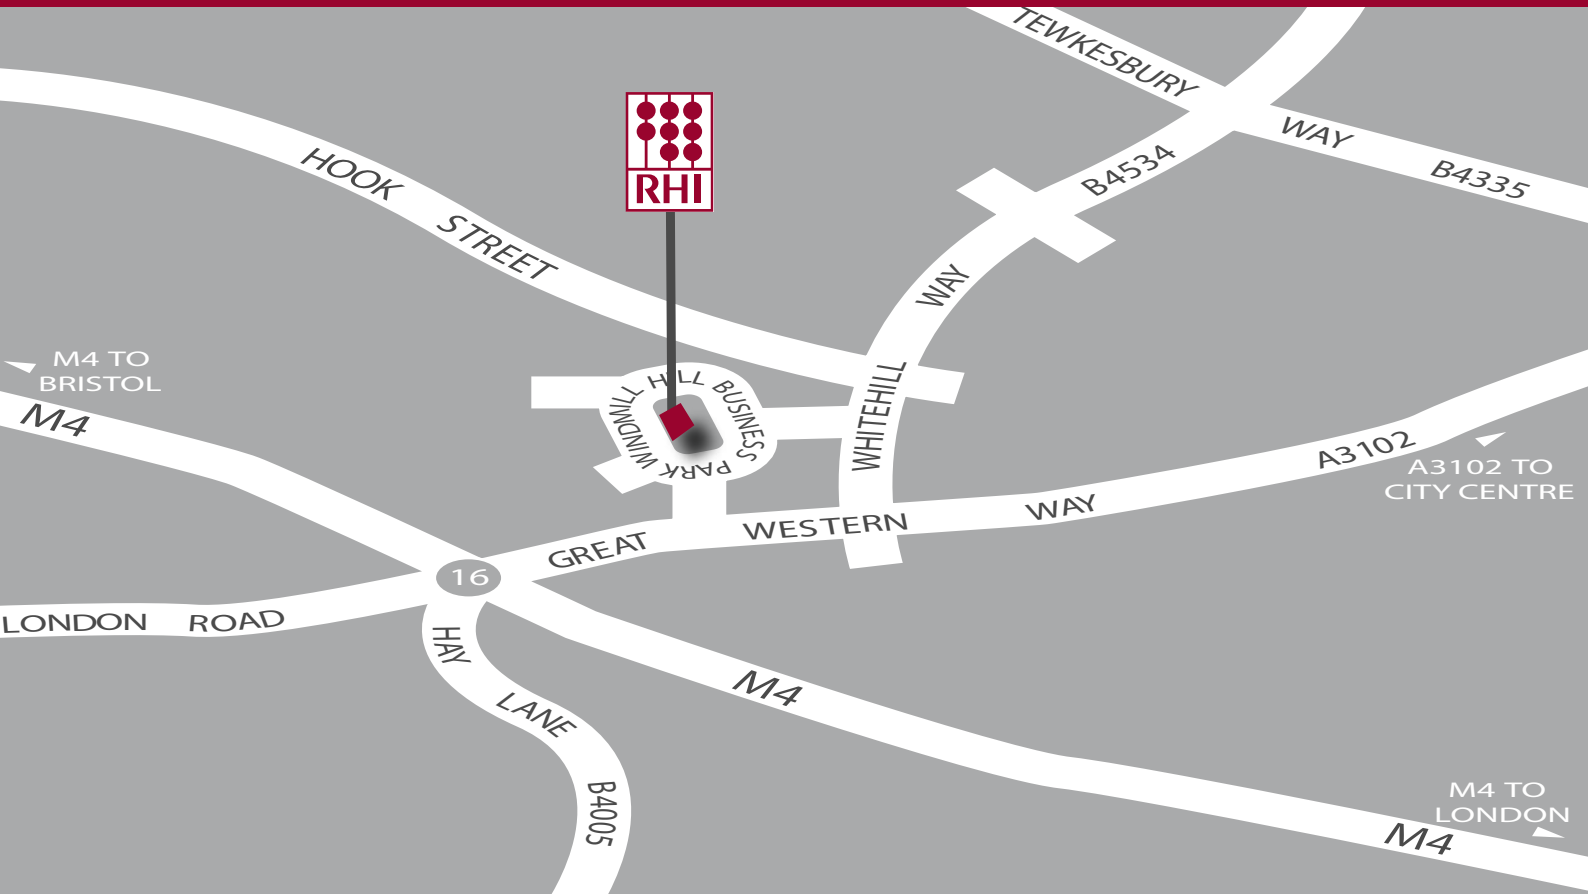 TEWKESBURY WAY B4335
B4534
RHI
HOOK STREET
WHITEHILL WAY
M4 TO
BRISTOL
M4
WINDMILL HILL BUSINESS PARK
A3102
A3102 TO
CITY CENTRE
GREAT WESTERN WAY
16
LONDON ROAD
HAY LANE B4005
M4
M4 TO
LONDON
M4